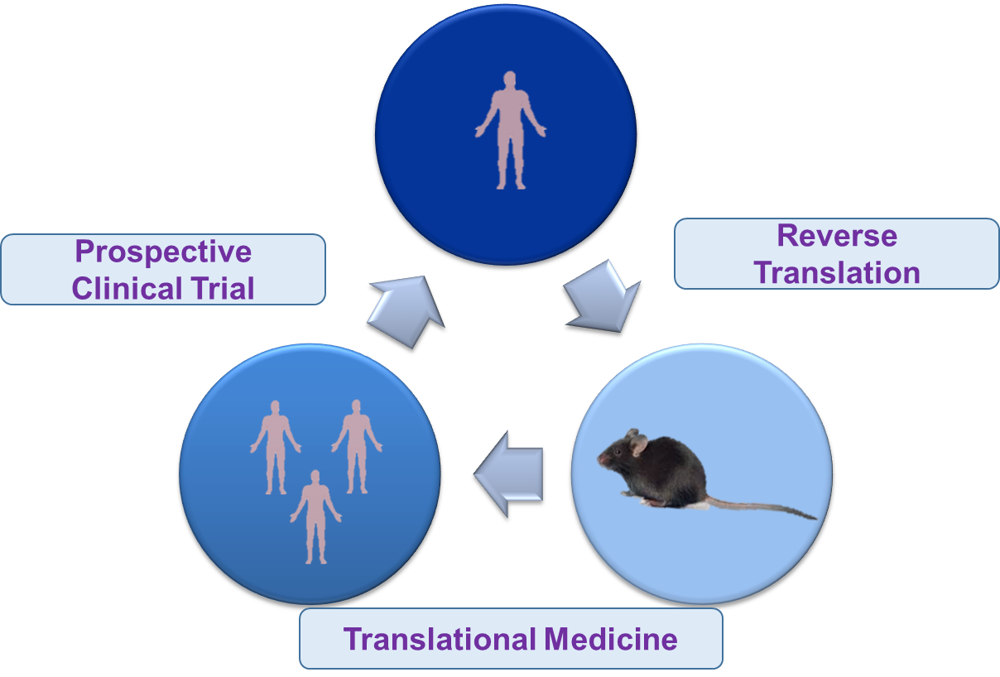 Reverse
Translation
Prospective
Clinical Trial
Translational Medicine